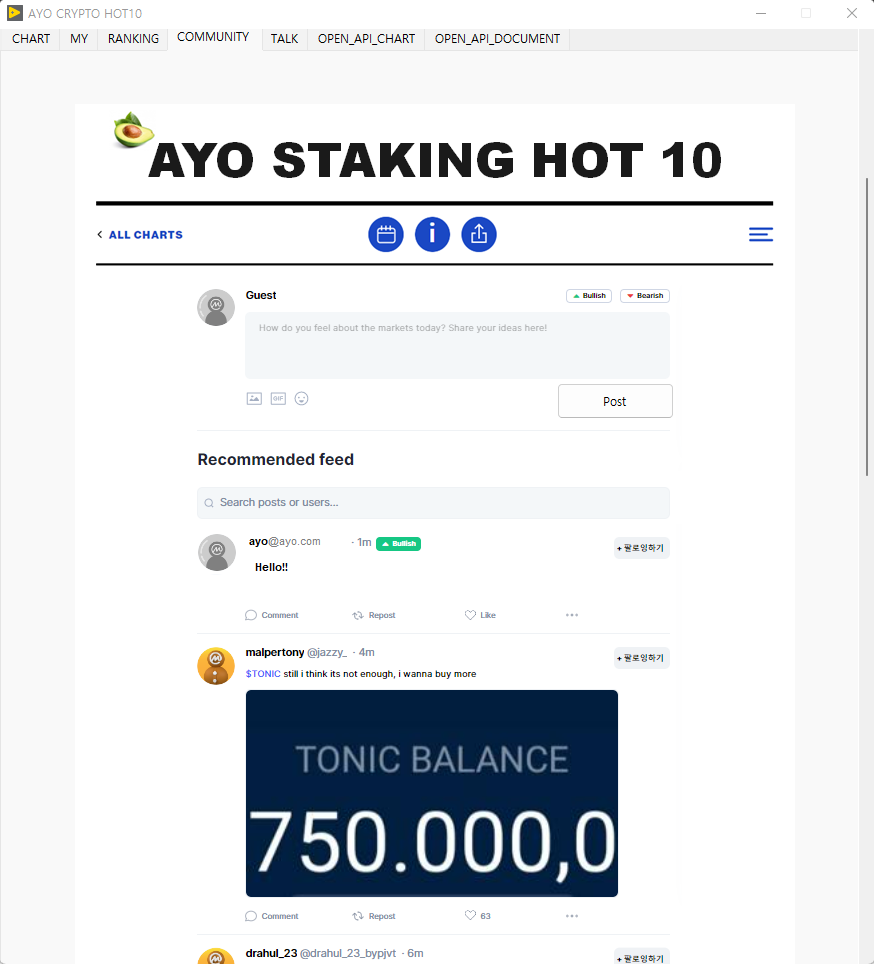 AYO CRYPTO HOT10
CHART MY RANKING COMMUNITY TALK OPEN_API_CHART OPEN_API_DOCUMENT
AYO STAKING HOT 10
ALL CHARTS
Guest Bullish Bearish
How do you feel about the markets today? Share your ideas here!
GIF Post
Recommended feed
Search posts or users...
ayo@ayo.com · 1m Bullish + 팔로잉하기
Hello!!
Comment Repost Like
malpertony @jazzy_ · 4m + 팔로잉하기
$TONIC still i think its not enough, i wanna buy more
TONIC BALANCE
750.000,0
Comment Repost 63
drahul_23 @drahul_23_bypjvt · 6m + 팔로잉하기